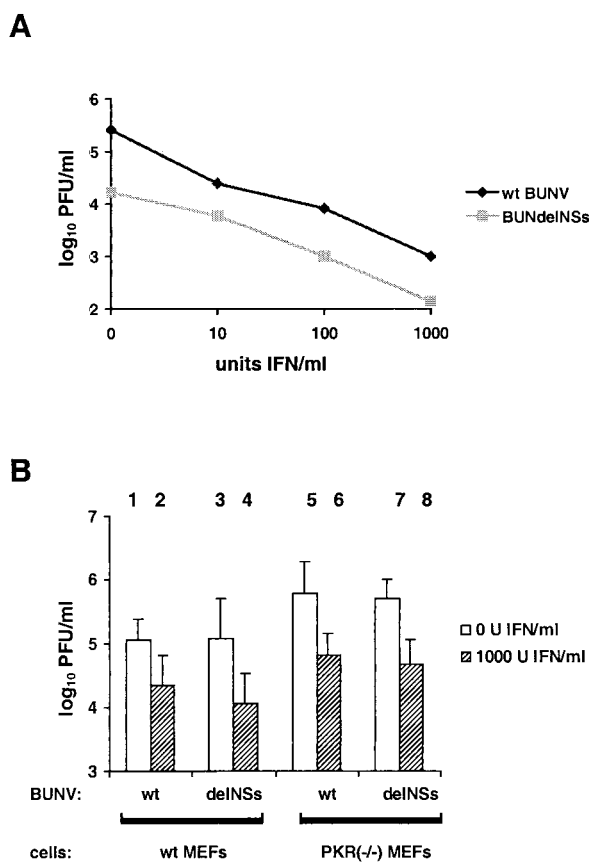 A
6
5
4
3
2
log10 PFU/ml
0 10 100 1000
units IFN/ml
wt BUNV
BUNdelNSs
B
1 2 3 4 5 6 7 8
7
6
5
4
3
log10 PFU/ml
0 U IFN/ml
1000 U IFN/ml
BUNV: wt delNSs wt delNSs
cells: wt MEFs PKR(-/-) MEFs